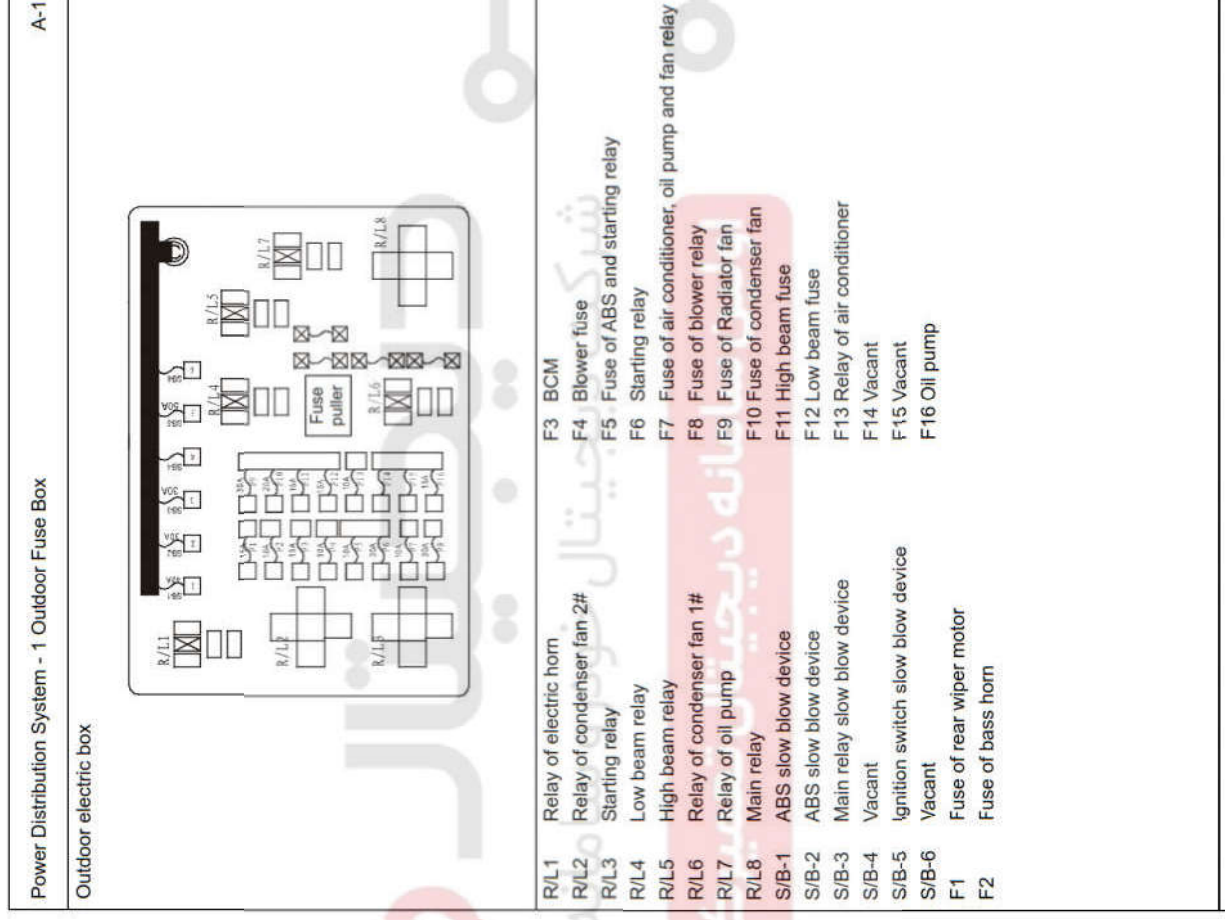 Power Distribution System - 1 Outdoor Fuse Box A-1
Outdoor electric box
R/L1
R/L2
R/L3
R/L4
R/L5
R/L6
R/L7
R/L8
Fuse
puller
R/L1 Relay of electric horn
R/L2 Relay of condenser fan 2#
R/L3 Starting relay
R/L4 Low beam relay
R/L5 High beam relay
R/L6 Relay of condenser fan 1#
R/L7 Relay of oil pump
R/L8 Main relay
S/B-1 ABS slow blow device
S/B-2 ABS slow blow device
S/B-3 Main relay slow blow device
S/B-4 Vacant
S/B-5 Ignition switch slow blow device
S/B-6 Vacant
F1 Fuse of rear wiper motor
F2 Fuse of bass horn
F3 BCM
F4 Blower fuse
F5 Fuse of ABS and starting relay
F6 Starting relay
F7 Fuse of air conditioner, oil pump and fan relay
F8 Fuse of blower relay
F9 Fuse of Radiator fan
F10 Fuse of condenser fan
F11 High beam fuse
F12 Low beam fuse
F13 Relay of air conditioner
F14 Vacant
F15 Vacant
F16 Oil pump